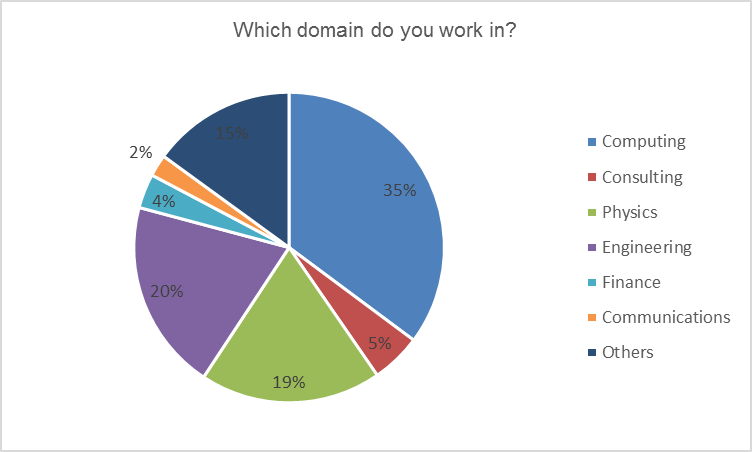 Which domain do you work in?
15%
2%
35%
4%
20%
5%
19%
Computing
Consulting
Physics
Engineering
Finance
Communications
Others